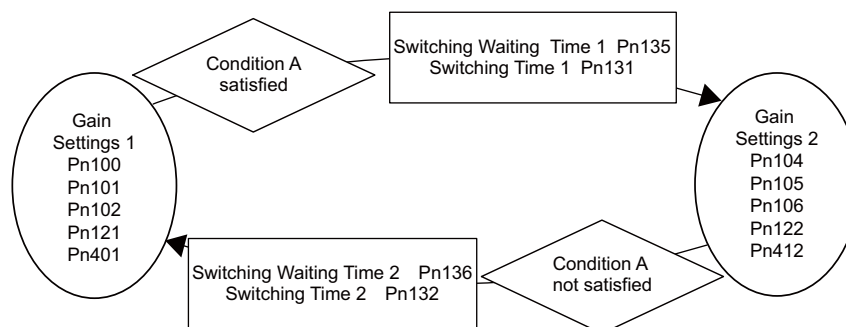 Condition A
satisfied
Switching Waiting Time 1 Pn135
Switching Time 1 Pn131
Gain
Settings 1
Pn100
Pn101
Pn102
Pn121
Pn401
Gain
Settings 2
Pn104
Pn105
Pn106
Pn122
Pn412
Switching Waiting Time 2 Pn136
Switching Time 2 Pn132
Condition A
not satisfied